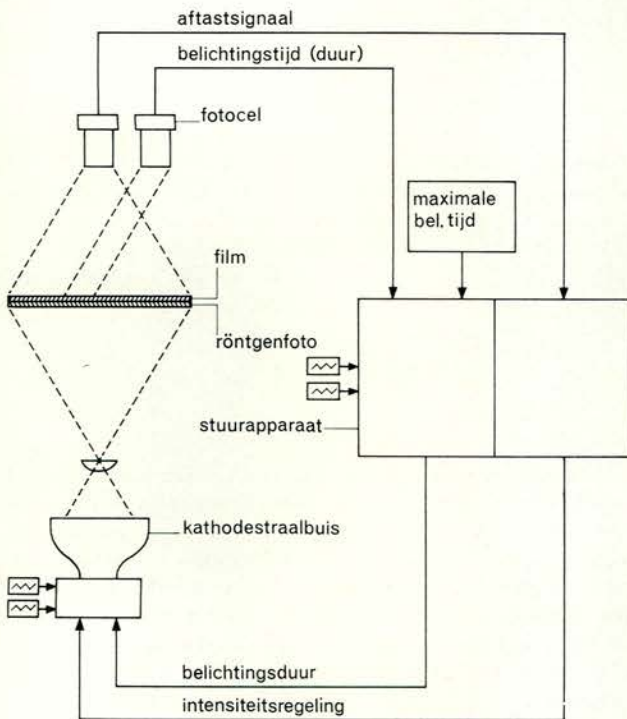 aftastsignaal
belichtingstijd (duur)
fotocel
maximale
bel. tijd
film
röntgenfoto
stuurapparaat
kathodestraalbuis
belichtingsduur
intensiteitsregeling